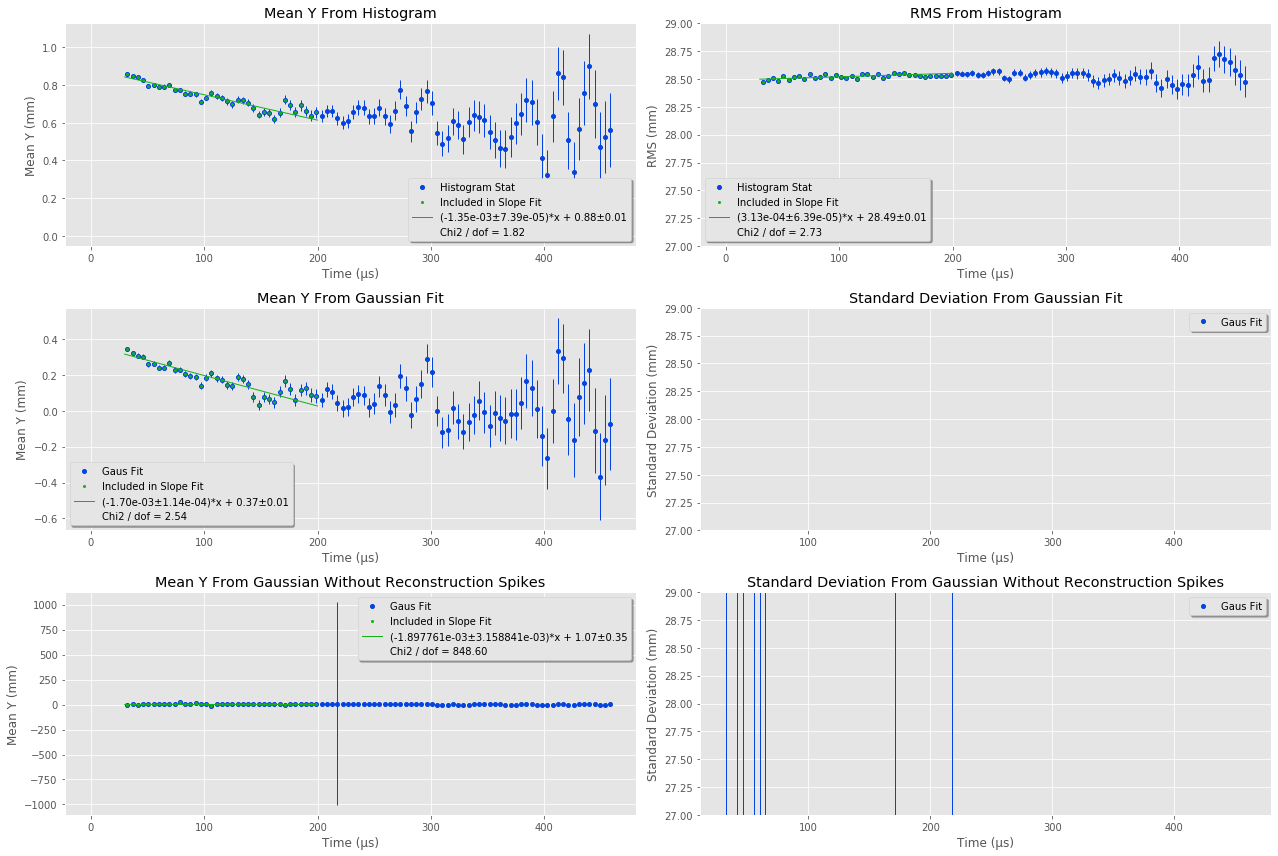 Mean Y From Histogram
Mean Y (mm)
1.0
0.8
0.6
0.4
0.2
0.0
Histogram Stat
Included in Slope Fit
(-1.35e-03±7.39e-05)*x + 0.88±0.01
Chi2 / dof = 1.82
0 100 200 300 400
Time (μs)
RMS From Histogram
RMS (mm)
29.00
28.75
28.50
28.25
28.00
27.75
27.50
27.25
27.00
Histogram Stat
Included in Slope Fit
(3.13e-04±6.39e-05)*x + 28.49±0.01
Chi2 / dof = 2.73
0 100 200 300 400
Time (μs)
Mean Y From Gaussian Fit
Mean Y (mm)
0.4
0.2
0.0
−0.2
−0.4
−0.6
Gaus Fit
Included in Slope Fit
(-1.70e-03±1.14e-04)*x + 0.37±0.01
Chi2 / dof = 2.54
0 100 200 300 400
Time (μs)
Standard Deviation From Gaussian Fit
Standard Deviation (mm)
29.00
28.75
28.50
28.25
28.00
27.75
27.50
27.25
27.00
Gaus Fit
100 200 300 400
Time (μs)
Mean Y From Gaussian Without Reconstruction Spikes
Mean Y (mm)
1000
750
500
250
0
−250
−500
−750
−1000
Gaus Fit
Included in Slope Fit
(-1.897761e-03±3.158841e-03)*x + 1.07±0.35
Chi2 / dof = 848.60
0 100 200 300 400
Time (μs)
Standard Deviation From Gaussian Without Reconstruction Spikes
Standard Deviation (mm)
29.00
28.75
28.50
28.25
28.00
27.75
27.50
27.25
27.00
Gaus Fit
100 200 300 400
Time (μs)